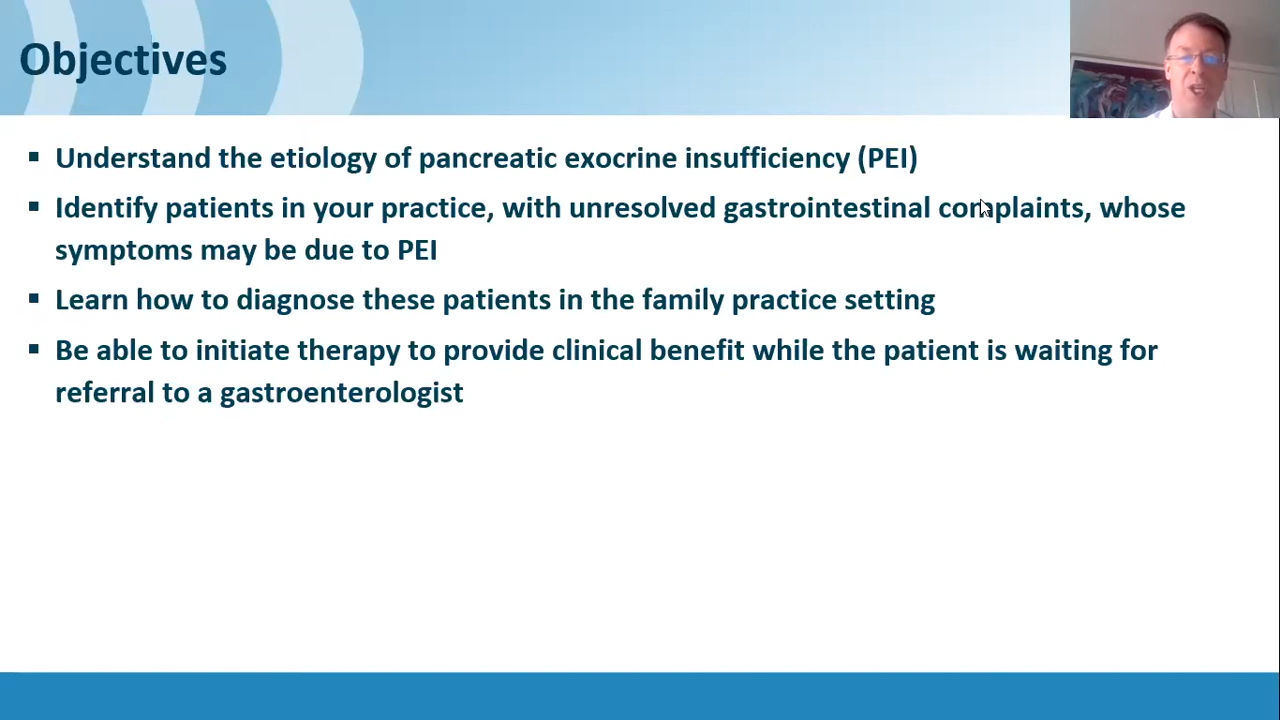 Objectives
▪ Understand the etiology of pancreatic exocrine insufficiency (PEI)
▪ Identify patients in your practice, with unresolved gastrointestinal complaints, whose
symptoms may be due to PEI
▪ Learn how to diagnose these patients in the family practice setting
▪ Be able to initiate therapy to provide clinical benefit while the patient is waiting for
referral to a gastroenterologist